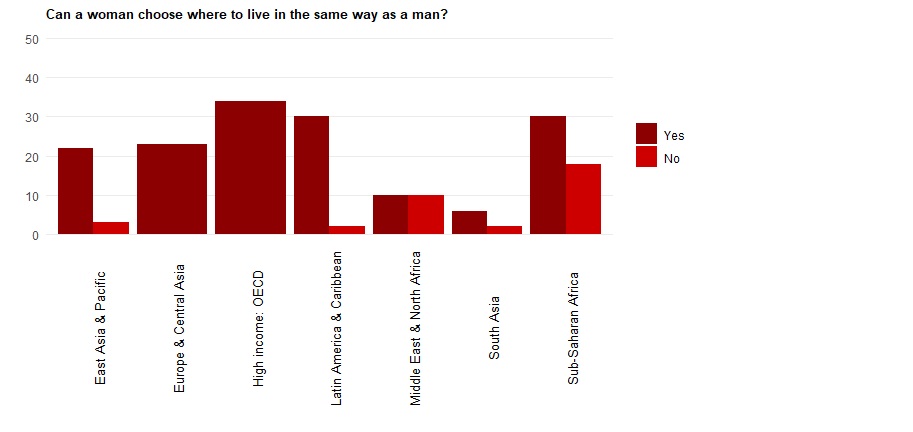 Can a woman choose where to live in the same way as a man?
50
40
30
20
10
0
Yes
No
East Asia & Pacific
Europe & Central Asia
High income: OECD
Latin America & Caribbean
Middle East & North Africa
South Asia
Sub-Saharan Africa